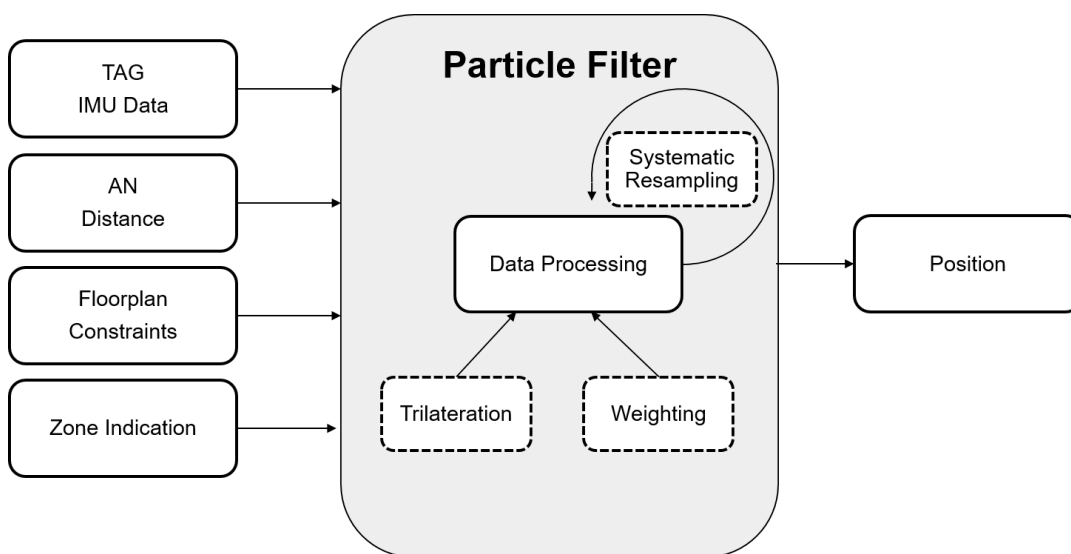 TAG
IMU Data
AN
Distance
Floorplan
Constraints
Zone Indication
Particle Filter
Systematic
Resampling
Data Processing
Trilateration
Weighting
Position